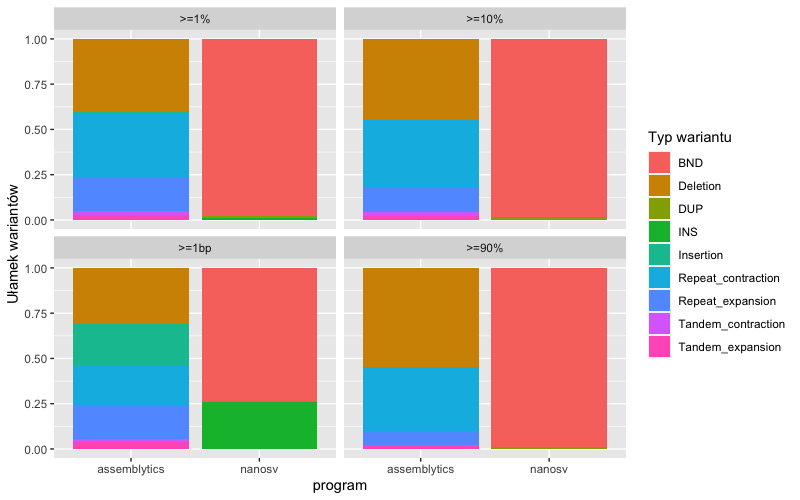 >=1%
>=10%
1.00
0.75
0.50
0.25
0.00
>=1bp
>=90%
1.00
0.75
0.50
0.25
0.00
assemblytics
nanosv
assemblytics
nanosv
program
Ułamek wariantów
Typ wariantu
BND
Deletion
DUP
INS
Insertion
Repeat_contraction
Repeat_expansion
Tandem_contraction
Tandem_expansion